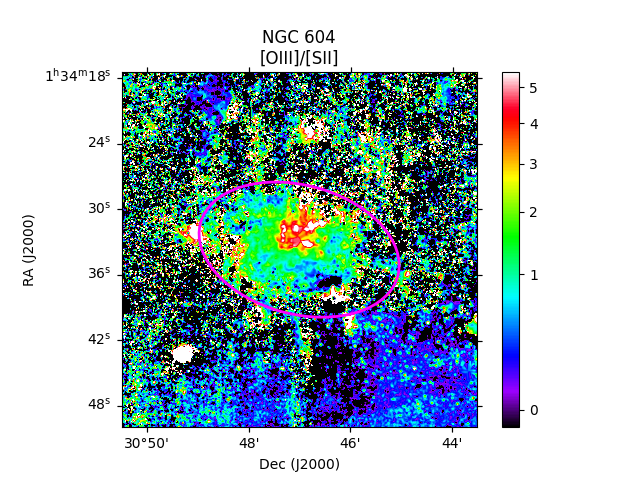 NGC 604
[OIII]/[SII]
1ʰ34ᵐ18ˢ
24ˢ
30ˢ
36ˢ
42ˢ
48ˢ
RA (J2000)
30°50'
48'
46'
44'
Dec (J2000)
5
4
3
2
1
0